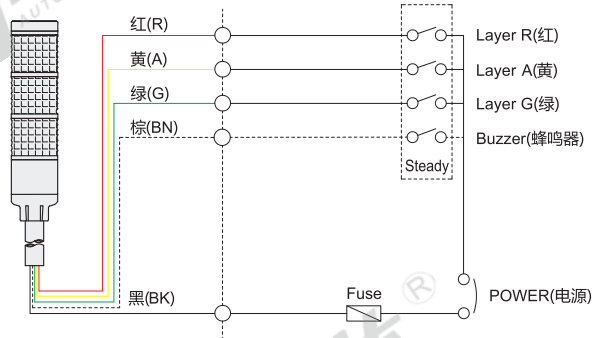 红(R)
Layer R(红)
黄(A)
Layer A(黄)
绿(G)
Layer G(绿)
棕(BN)
Buzzer(蜂鸣器)
Steady
黑(BK)
Fuse
POWER(电源)
®